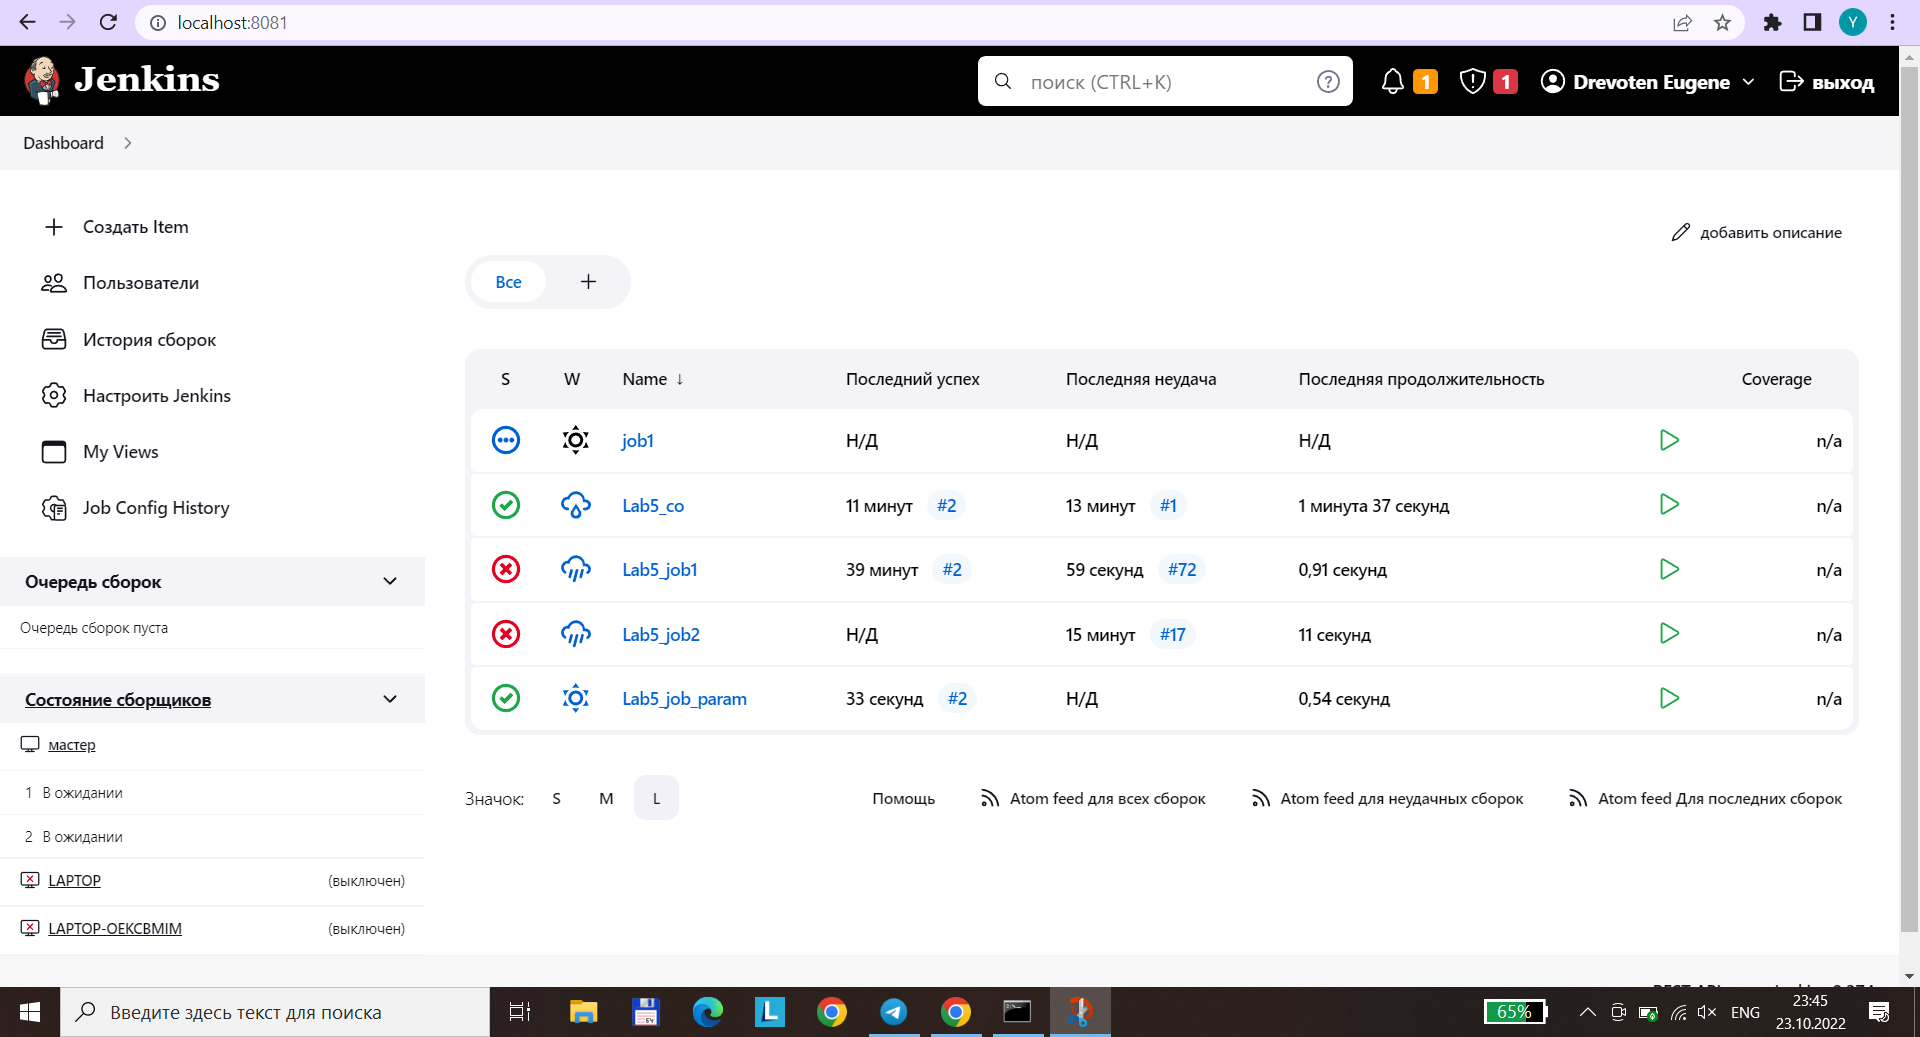 localhost:8081
Y
Jenkins
поиск (CTRL+K)
1
1
Drevoten Eugene
выход
Dashboard
Создать Item
Пользователи
История сборок
Настроить Jenkins
My Views
Job Config History
Очередь сборок
Очередь сборок пуста
Состояние сборщиков
мастер
1 В ожидании
2 В ожидании
LAPTOP (выключен)
LAPTOP-OEKCBMIM (выключен)
добавить описание
Все +
S W Name ↓ Последний успех Последняя неудача Последняя продолжительность Coverage
job1 Н/Д Н/Д Н/Д n/a
Lab5_co 11 минут #2 13 минут #1 1 минута 37 секунд n/a
Lab5_job1 39 минут #2 59 секунд #72 0,91 секунд n/a
Lab5_job2 Н/Д 15 минут #17 11 секунд n/a
Lab5_job_param 33 секунд #2 Н/Д 0,54 секунд n/a
Значок: S M L
Помощь
Atom feed для всех сборок
Atom feed для неудачных сборок
Atom feed Для последних сборок
Введите здесь текст для поиска
64
L
65%
ENG
23:45
23.10.2022